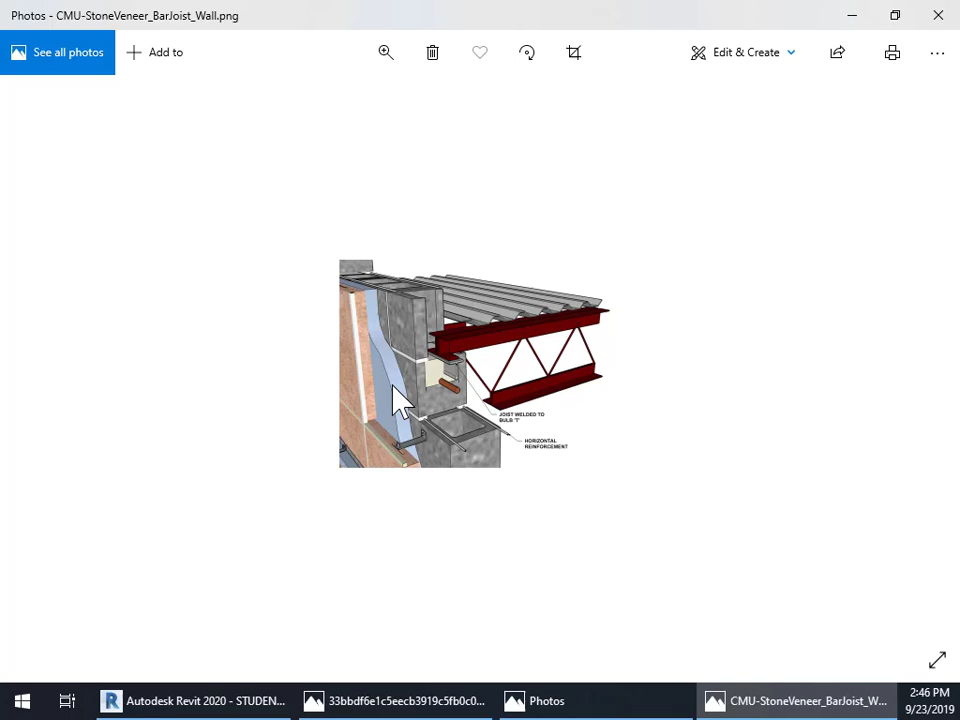 Photos - CMU-StoneVeneer_BarJoist_Wall.png
See all photos
Add to
Edit & Create
JOIST WELDED TO
BULB 'T'
HORIZONTAL
REINFORCEMENT
Autodesk Revit 2020 - STUDEN...
33bbdf6e1c5eecb3919c5fb0c0...
Photos
CMU-StoneVeneer_BarJoist_W...
2:46 PM
9/23/2019